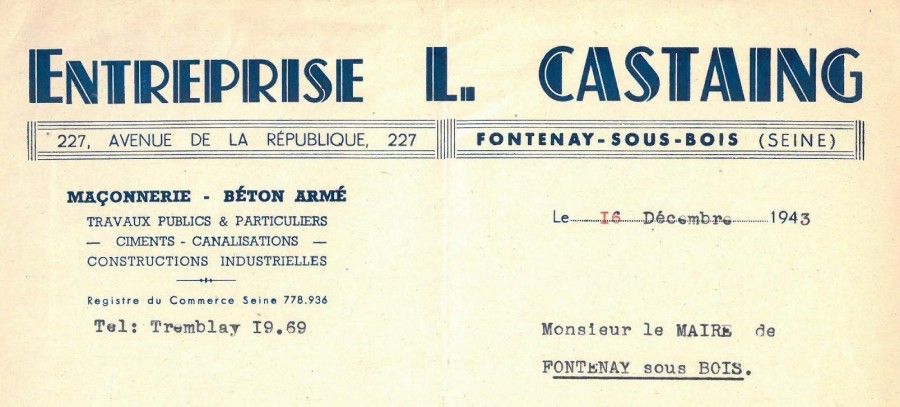 ENTREPRISE L. CASTAING
227, AVENUE DE LA RÉPUBLIQUE, 227 FONTENAY-SOUS-BOIS (SEINE)
MAÇONNERIE - BÉTON ARMÉ
TRAVAUX PUBLICS & PARTICULIERS
— CIMENTS - CANALISATIONS —
CONSTRUCTIONS INDUSTRIELLES
Registre du Commerce Seine 778.936
Tel: Tremblay I9.69
Le I6 Décembre 1943
Monsieur le MAIRE de
FONTENAY sous BOIS.